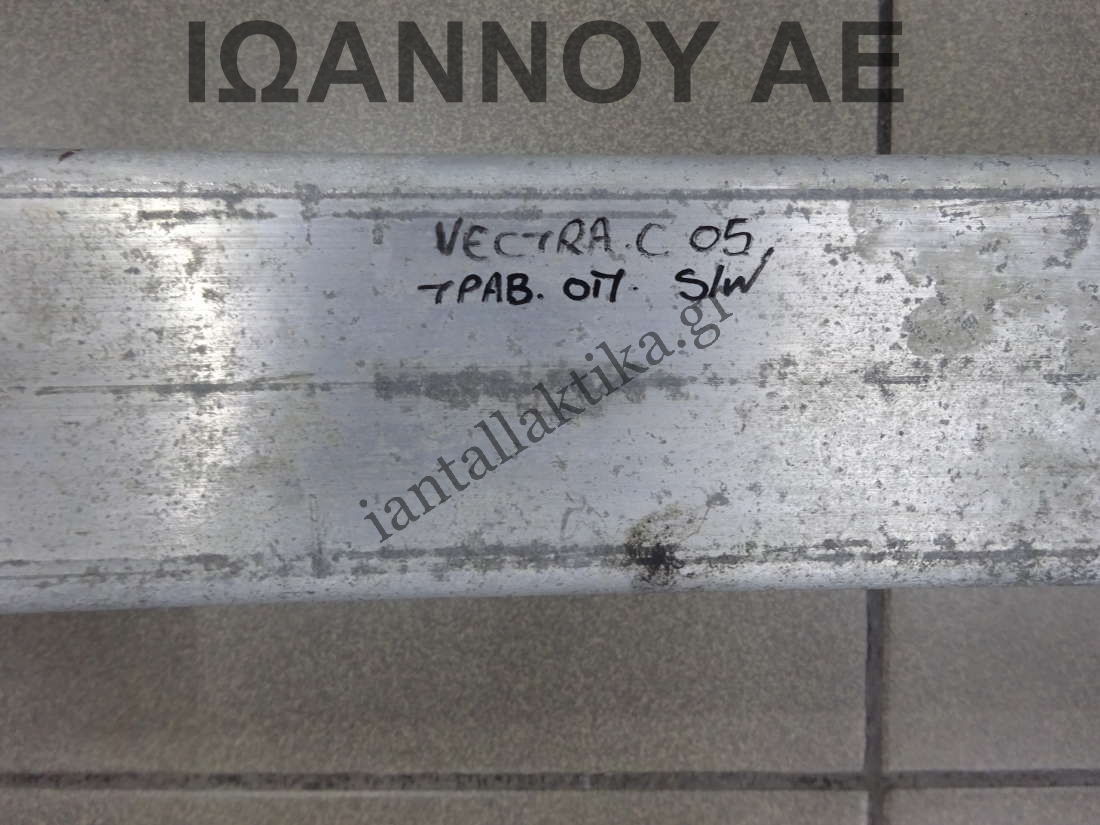 ΙΩΑΝΝΟΥ ΑΕ
VECTRA.C 05
ΤΡΑΒ. ΟΠ. S/W
iantallaktika.gr